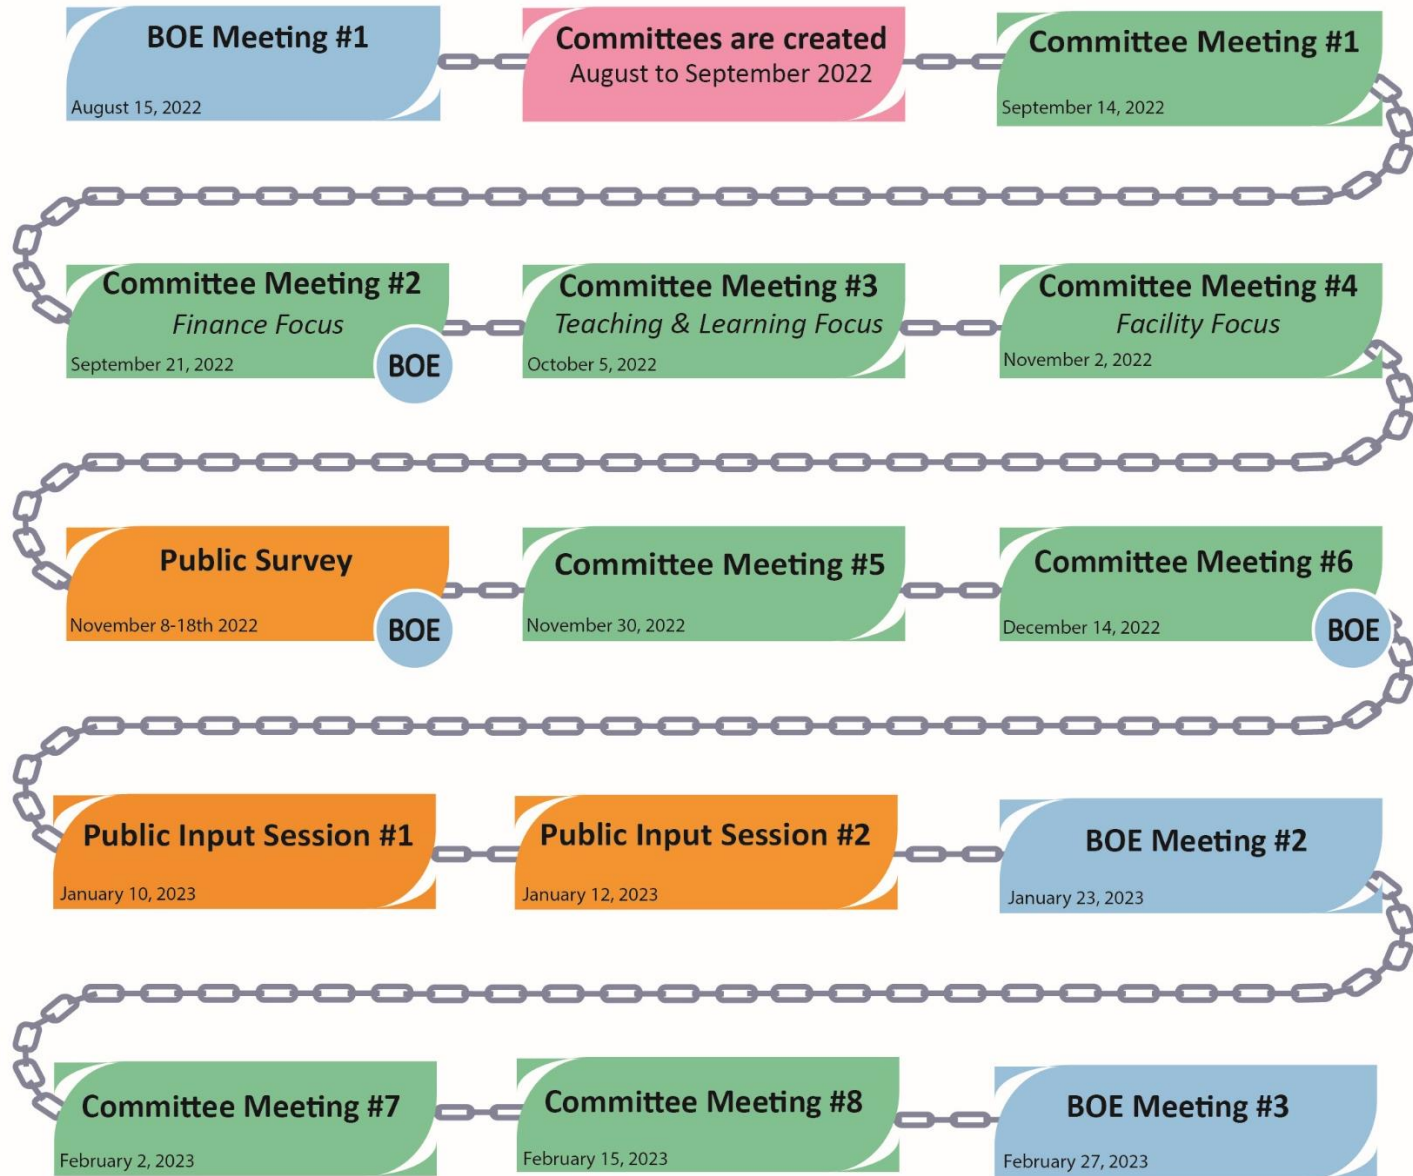 BOE Meeting #1
August 15, 2022
Committees are created
August to September 2022
Committee Meeting #1
September 14, 2022
Committee Meeting #2
Finance Focus
September 21, 2022
BOE
Committee Meeting #3
Teaching & Learning Focus
October 5, 2022
Committee Meeting #4
Facility Focus
November 2, 2022
Public Survey
November 8-18th 2022
BOE
Committee Meeting #5
November 30, 2022
Committee Meeting #6
December 14, 2022
BOE
Public Input Session #1
January 10, 2023
Public Input Session #2
January 12, 2023
BOE Meeting #2
January 23, 2023
Committee Meeting #7
February 2, 2023
Committee Meeting #8
February 15, 2023
BOE Meeting #3
February 27, 2023